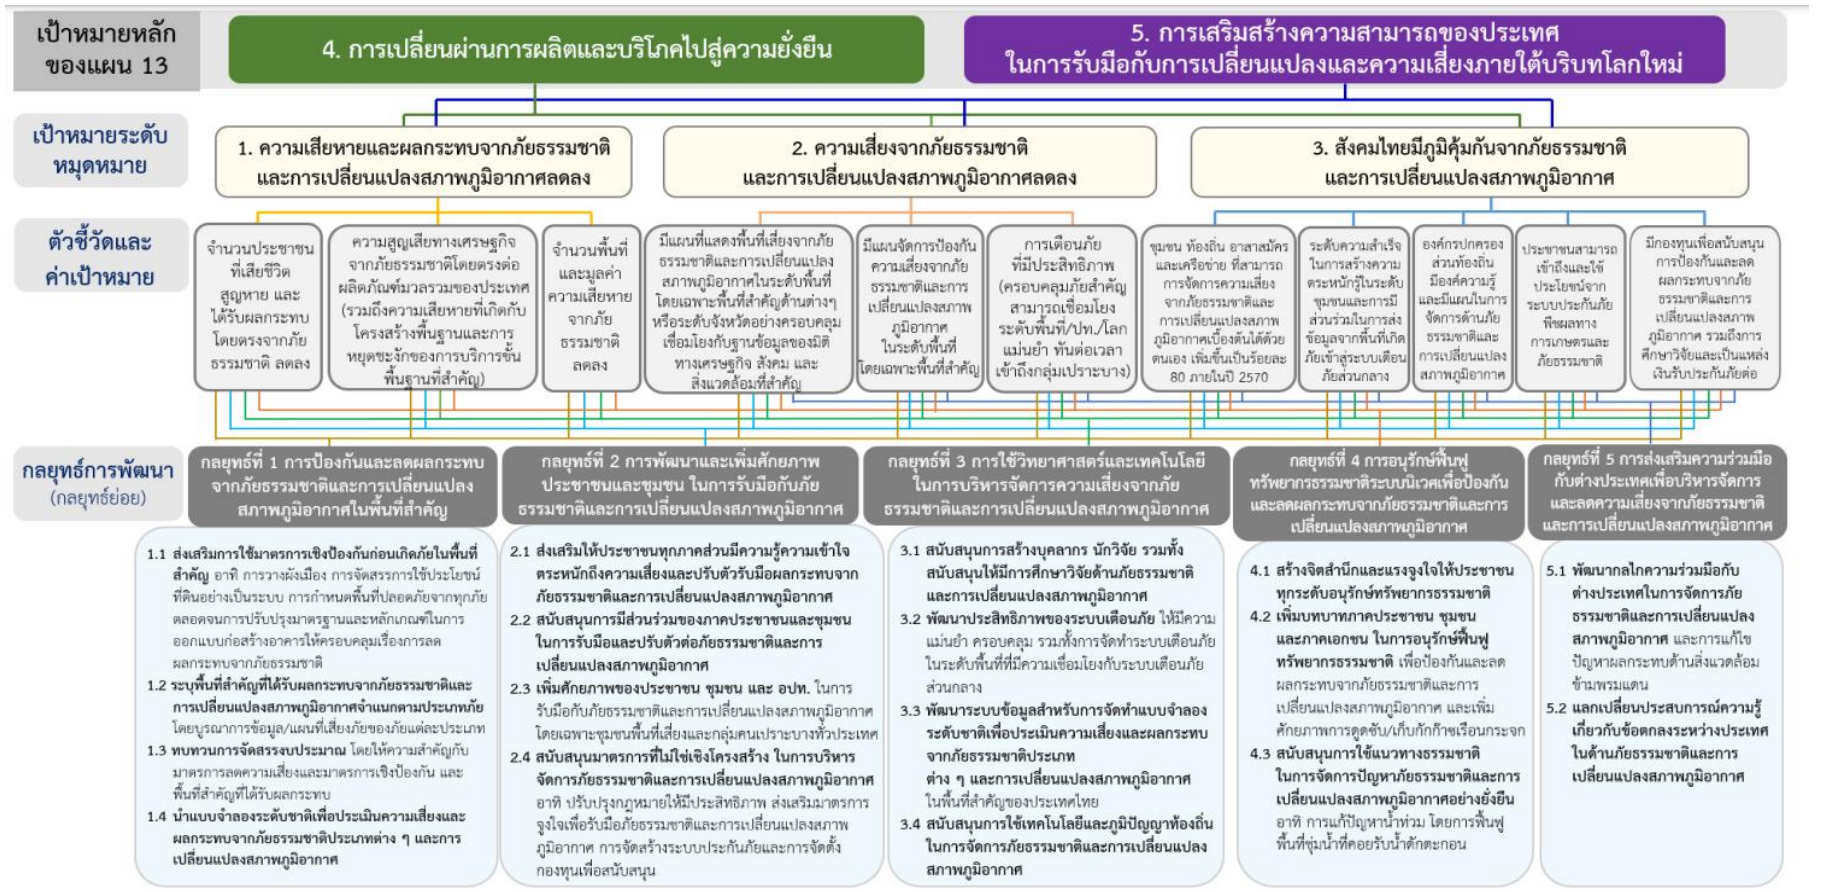 เป้าหมายหลัก
ของแผน 13
4. การเปลี่ยนผ่านการผลิตและบริโภคไปสู่ความยั่งยืน
5. การเสริมสร้างความสามารถของประเทศ
ในการรับมือกับการเปลี่ยนแปลงและความเสี่ยงภายใต้บริบทโลกใหม่
เป้าหมายระดับ
หมุดหมาย
1. ความเสียหายและผลกระทบจากภัยธรรมชาติ
และการเปลี่ยนแปลงสภาพภูมิอากาศลดลง
2. ความเสี่ยงจากภัยธรรมชาติ
และการเปลี่ยนแปลงสภาพภูมิอากาศลดลง
3. สังคมไทยมีภูมิคุ้มกันจากภัยธรรมชาติ
และการเปลี่ยนแปลงสภาพภูมิอากาศ
ตัวชี้วัดและ
ค่าเป้าหมาย
จำนวนประชาชน
ที่เสียชีวิต
สูญหาย และ
ได้รับผลกระทบ
โดยตรงจากภัย
ธรรมชาติ ลดลง
ความสูญเสียทางเศรษฐกิจ
จากภัยธรรมชาติโดยตรงต่อ
ผลิตภัณฑ์มวลรวมของประเทศ
(รวมถึงความเสียหายที่เกิดกับ
โครงสร้างพื้นฐานและการ
หยุดชะงักของการบริการขั้น
พื้นฐานที่สำคัญ)
จำนวนพื้นที่
และมูลค่า
ความเสียหาย
จากภัย
ธรรมชาติ
ลดลง
มีแผนที่แสดงพื้นที่เสี่ยงจากภัย
ธรรมชาติและการเปลี่ยนแปลง
สภาพภูมิอากาศในระดับพื้นที่
โดยเฉพาะพื้นที่สำคัญด้านต่างๆ
หรือระดับจังหวัดอย่างครอบคลุม
เชื่อมโยงกับฐานข้อมูลของมิติ
ทางเศรษฐกิจ สังคม และ
สิ่งแวดล้อมที่สำคัญ
มีแผนจัดการป้องกัน
ความเสี่ยงจากภัย
ธรรมชาติและการ
เปลี่ยนแปลงสภาพ
ภูมิอากาศ
ในระดับพื้นที่
โดยเฉพาะพื้นที่สำคัญ
การเตือนภัย
ที่มีประสิทธิภาพ
(ครอบคลุมภัยสำคัญ
สามารถเชื่อมโยง
ระดับพื้นที่/ปท./โลก
แม่นยำ ทันต่อเวลา
เข้าถึงกลุ่มเปราะบาง)
ชุมชน ท้องถิ่น อาสาสมัคร
และเครือข่าย ที่สามารถ
การจัดการความเสี่ยง
จากภัยธรรมชาติและ
การเปลี่ยนแปลงสภาพ
ภูมิอากาศเบื้องต้นได้ด้วย
ตนเอง เพิ่มขึ้นเป็นร้อยละ
80 ภายในปี 2570
ระดับความสำเร็จ
ในการสร้างความ
ตระหนักรู้ในระดับ
ชุมชนและการมี
ส่วนร่วมในการส่ง
ข้อมูลจากพื้นที่เกิด
ภัยเข้าสู่ระบบเตือน
ภัยส่วนกลาง
องค์กรปกครอง
ส่วนท้องถิ่น
มีองค์ความรู้
และมีแผนในการ
จัดการด้านภัย
ธรรมชาติและ
การเปลี่ยนแปลง
สภาพภูมิอากาศ
ประชาชนสามารถ
เข้าถึงและใช้
ประโยชน์จาก
ระบบประกันภัย
พืชผลทาง
การเกษตรและ
ภัยธรรมชาติ
มีกองทุนเพื่อสนับสนุน
การป้องกันและลด
ผลกระทบจากภัย
ธรรมชาติและการ
เปลี่ยนแปลงสภาพ
ภูมิอากาศ รวมถึงการ
ศึกษาวิจัยและเป็นแหล่ง
เงินรับประกันภัยต่อ
กลยุทธ์การพัฒนา
(กลยุทธ์ย่อย)
กลยุทธ์ที่ 1 การป้องกันและลดผลกระทบ
จากภัยธรรมชาติและการเปลี่ยนแปลง
สภาพภูมิอากาศในพื้นที่สำคัญ
กลยุทธ์ที่ 2 การพัฒนาและเพิ่มศักยภาพ
ประชาชนและชุมชน ในการรับมือกับภัย
ธรรมชาติและการเปลี่ยนแปลงสภาพภูมิอากาศ
กลยุทธ์ที่ 3 การใช้วิทยาศาสตร์และเทคโนโลยี
ในการบริหารจัดการความเสี่ยงจากภัย
ธรรมชาติและการเปลี่ยนแปลงสภาพภูมิอากาศ
กลยุทธ์ที่ 4 การอนุรักษ์ฟื้นฟู
ทรัพยากรธรรมชาติระบบนิเวศเพื่อป้องกัน
และลดผลกระทบจากภัยธรรมชาติและการ
เปลี่ยนแปลงสภาพภูมิอากาศ
กลยุทธ์ที่ 5 การส่งเสริมความร่วมมือ
กับต่างประเทศเพื่อบริหารจัดการ
และลดความเสี่ยงจากภัยธรรมชาติ
และการเปลี่ยนแปลงสภาพภูมิอากาศ
1.1 ส่งเสริมการใช้มาตรการเชิงป้องกันก่อนเกิดภัยในพื้นที่
สำคัญ อาทิ การวางผังเมือง การจัดสรรการใช้ประโยชน์
ที่ดินอย่างเป็นระบบ การกำหนดพื้นที่ปลอดภัยจากทุกภัย
ตลอดจนการปรับปรุงมาตรฐานและหลักเกณฑ์ในการ
ออกแบบก่อสร้างอาคารให้ครอบคลุมเรื่องการลด
ผลกระทบจากภัยธรรมชาติ
1.2 ระบุพื้นที่สำคัญที่ได้รับผลกระทบจากภัยธรรมชาติและ
การเปลี่ยนแปลงสภาพภูมิอากาศจำแนกตามประเภทภัย
โดยบูรณาการข้อมูล/แผนที่เสี่ยงภัยของภัยแต่ละประเภท
1.3 ทบทวนการจัดสรรงบประมาณ โดยให้ความสำคัญกับ
มาตรการลดความเสี่ยงและมาตรการเชิงป้องกัน และ
พื้นที่สำคัญที่ได้รับผลกระทบ
1.4 นำแบบจำลองระดับชาติเพื่อประเมินความเสี่ยงและ
ผลกระทบจากภัยธรรมชาติประเภทต่าง ๆ และการ
เปลี่ยนแปลงสภาพภูมิอากาศ
2.1 ส่งเสริมให้ประชาชนทุกภาคส่วนมีความรู้ความเข้าใจ
ตระหนักถึงความเสี่ยงและปรับตัวรับมือผลกระทบจาก
ภัยธรรมชาติและการเปลี่ยนแปลงสภาพภูมิอากาศ
2.2 สนับสนุนการมีส่วนร่วมของภาคประชาชนและชุมชน
ในการรับมือและปรับตัวต่อภัยธรรมชาติและการ
เปลี่ยนแปลงสภาพภูมิอากาศ
2.3 เพิ่มศักยภาพของประชาชน ชุมชน และ อปท. ในการ
รับมือกับภัยธรรมชาติและการเปลี่ยนแปลงสภาพภูมิอากาศ
โดยเฉพาะชุมชนพื้นที่เสี่ยงและกลุ่มคนเปราะบางทั่วประเทศ
2.4 สนับสนุนมาตรการที่ไม่ใช่เชิงโครงสร้าง ในการบริหาร
จัดการภัยธรรมชาติและการเปลี่ยนแปลงสภาพภูมิอากาศ
อาทิ ปรับปรุงกฎหมายให้มีประสิทธิภาพ ส่งเสริมมาตรการ
จูงใจเพื่อรับมือภัยธรรมชาติและการเปลี่ยนแปลงสภาพ
ภูมิอากาศ การจัดสร้างระบบประกันภัยและการจัดตั้ง
กองทุนเพื่อสนับสนุน
3.1 สนับสนุนการสร้างบุคลากร นักวิจัย รวมทั้ง
สนับสนุนให้มีการศึกษาวิจัยด้านภัยธรรมชาติ
และการเปลี่ยนแปลงสภาพภูมิอากาศ
3.2 พัฒนาประสิทธิภาพของระบบเตือนภัย ให้มีความ
แม่นยำ ครอบคลุม รวมทั้งการจัดทำระบบเตือนภัย
ในระดับพื้นที่ที่มีความเชื่อมโยงกับระบบเตือนภัย
ส่วนกลาง
3.3 พัฒนาระบบข้อมูลสำหรับการจัดทำแบบจำลอง
ระดับชาติเพื่อประเมินความเสี่ยงและผลกระทบ
จากภัยธรรมชาติประเภท
ต่าง ๆ และการเปลี่ยนแปลงสภาพภูมิอากาศ
ในพื้นที่สำคัญของประเทศไทย
3.4 สนับสนุนการใช้เทคโนโลยีและภูมิปัญญาท้องถิ่น
ในการจัดการภัยธรรมชาติและการเปลี่ยนแปลง
สภาพภูมิอากาศ
4.1 สร้างจิตสำนึกและแรงจูงใจให้ประชาชน
ทุกระดับอนุรักษ์ทรัพยากรธรรมชาติ
4.2 เพิ่มบทบาทภาคประชาชน ชุมชน
และภาคเอกชน ในการอนุรักษ์ฟื้นฟู
ทรัพยากรธรรมชาติ เพื่อป้องกันและลด
ผลกระทบจากภัยธรรมชาติและการ
เปลี่ยนแปลงสภาพภูมิอากาศ และเพิ่ม
ศักยภาพการดูดซับ/เก็บกักก๊าซเรือนกระจก
4.3 สนับสนุนการใช้แนวทางธรรมชาติ
ในการจัดการปัญหาภัยธรรมชาติและการ
เปลี่ยนแปลงสภาพภูมิอากาศอย่างยั่งยืน
อาทิ การแก้ปัญหาน้ำท่วม โดยการฟื้นฟู
พื้นที่ชุ่มน้ำที่คอยรับน้ำดักตะกอน
5.1 พัฒนากลไกความร่วมมือกับ
ต่างประเทศในการจัดการภัย
ธรรมชาติและการเปลี่ยนแปลง
สภาพภูมิอากาศ และการแก้ไข
ปัญหาผลกระทบด้านสิ่งแวดล้อม
ข้ามพรมแดน
5.2 แลกเปลี่ยนประสบการณ์ความรู้
เกี่ยวกับข้อตกลงระหว่างประเทศ
ในด้านภัยธรรมชาติและการ
เปลี่ยนแปลงสภาพภูมิอากาศ